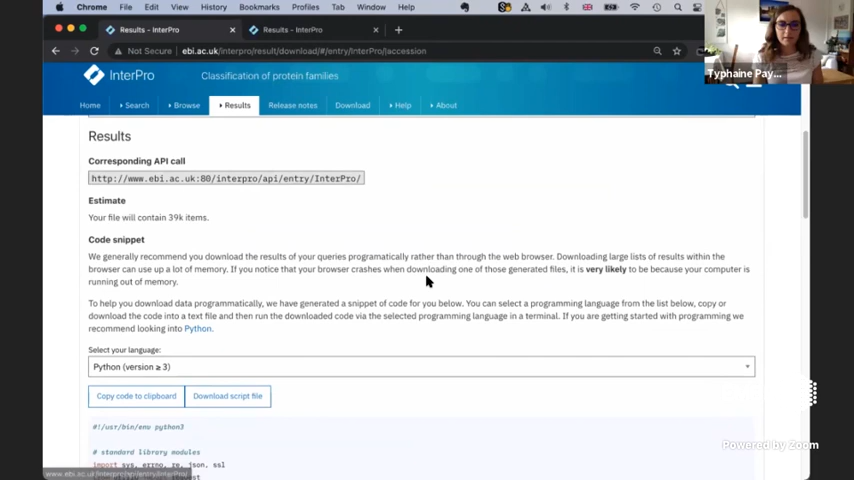 Chrome File Edit View History Bookmarks Profiles Tab Window Help
Results - InterPro
Results - InterPro
Not Secure ebi.ac.uk/interpro/result/download/#/entry/InterPro/|accession
Typhaine Pay...
InterPro
Classification of protein families
Home Search Browse Results Release notes Download Help About
Results
Corresponding API call
http://www.ebi.ac.uk:80/interpro/api/entry/InterPro/
Estimate
Your file will contain 39k items.
Code snippet
We generally recommend you download the results of your queries programatically rather than through the web browser. Downloading large lists of results within the
browser can use up a lot of memory. If you notice that your browser crashes when downloading one of those generated files, it is very likely to be because your computer is
running out of memory.
To help you download data programmatically, we have generated a snippet of code for you below. You can select a programming language from the list below, copy or
download the code into a text file and then run the downloaded code via the selected programming language in a terminal. If you are getting started with programming we
recommend looking into Python.
Select your language:
Python (version ≥ 3)
Copy code to clipboard Download script file
#!/usr/bin/env python3
# standard library modules
import sys, errno, re, json, ssl
www.ebi.ac.uk/interpro/api/entry/InterPro/
Powered by Zoom